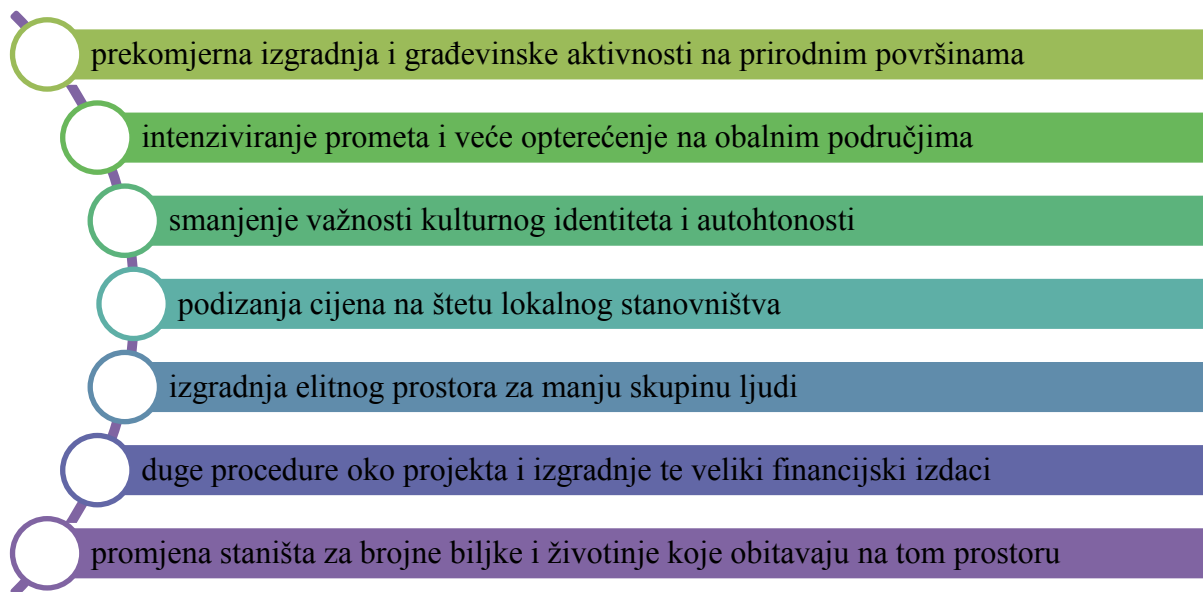 prekomjerna izgradnja i građevinske aktivnosti na prirodnim površinama
intenziviranje prometa i veće opterećenje na obalnim područjima
smanjenje važnosti kulturnog identiteta i autohtonosti
podizanja cijena na štetu lokalnog stanovništva
izgradnja elitnog prostora za manju skupinu ljudi
duge procedure oko projekta i izgradnje te veliki financijski izdaci
promjena staništa za brojne biljke i životinje koje obitavaju na tom prostoru